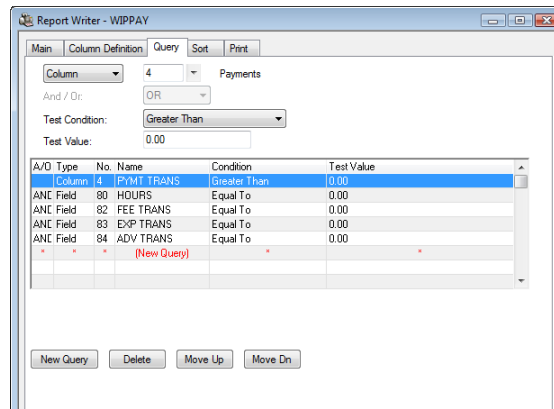 Report Writer - WIPPAY
Main Column Definition Query Sort Print
Column 4 Payments
And / Or: OR
Test Condition: Greater Than
Test Value: 0.00
A/O Type No. Name Condition Test Value
Column 4 PYMT TRANS Greater Than 0.00
AND Field 80 HOURS Equal To 0.00
AND Field 82 FEE TRANS Equal To 0.00
AND Field 83 EXP TRANS Equal To 0.00
AND Field 84 ADV TRANS Equal To 0.00
* * * (New Query) * *
New Query Delete Move Up Move Dn